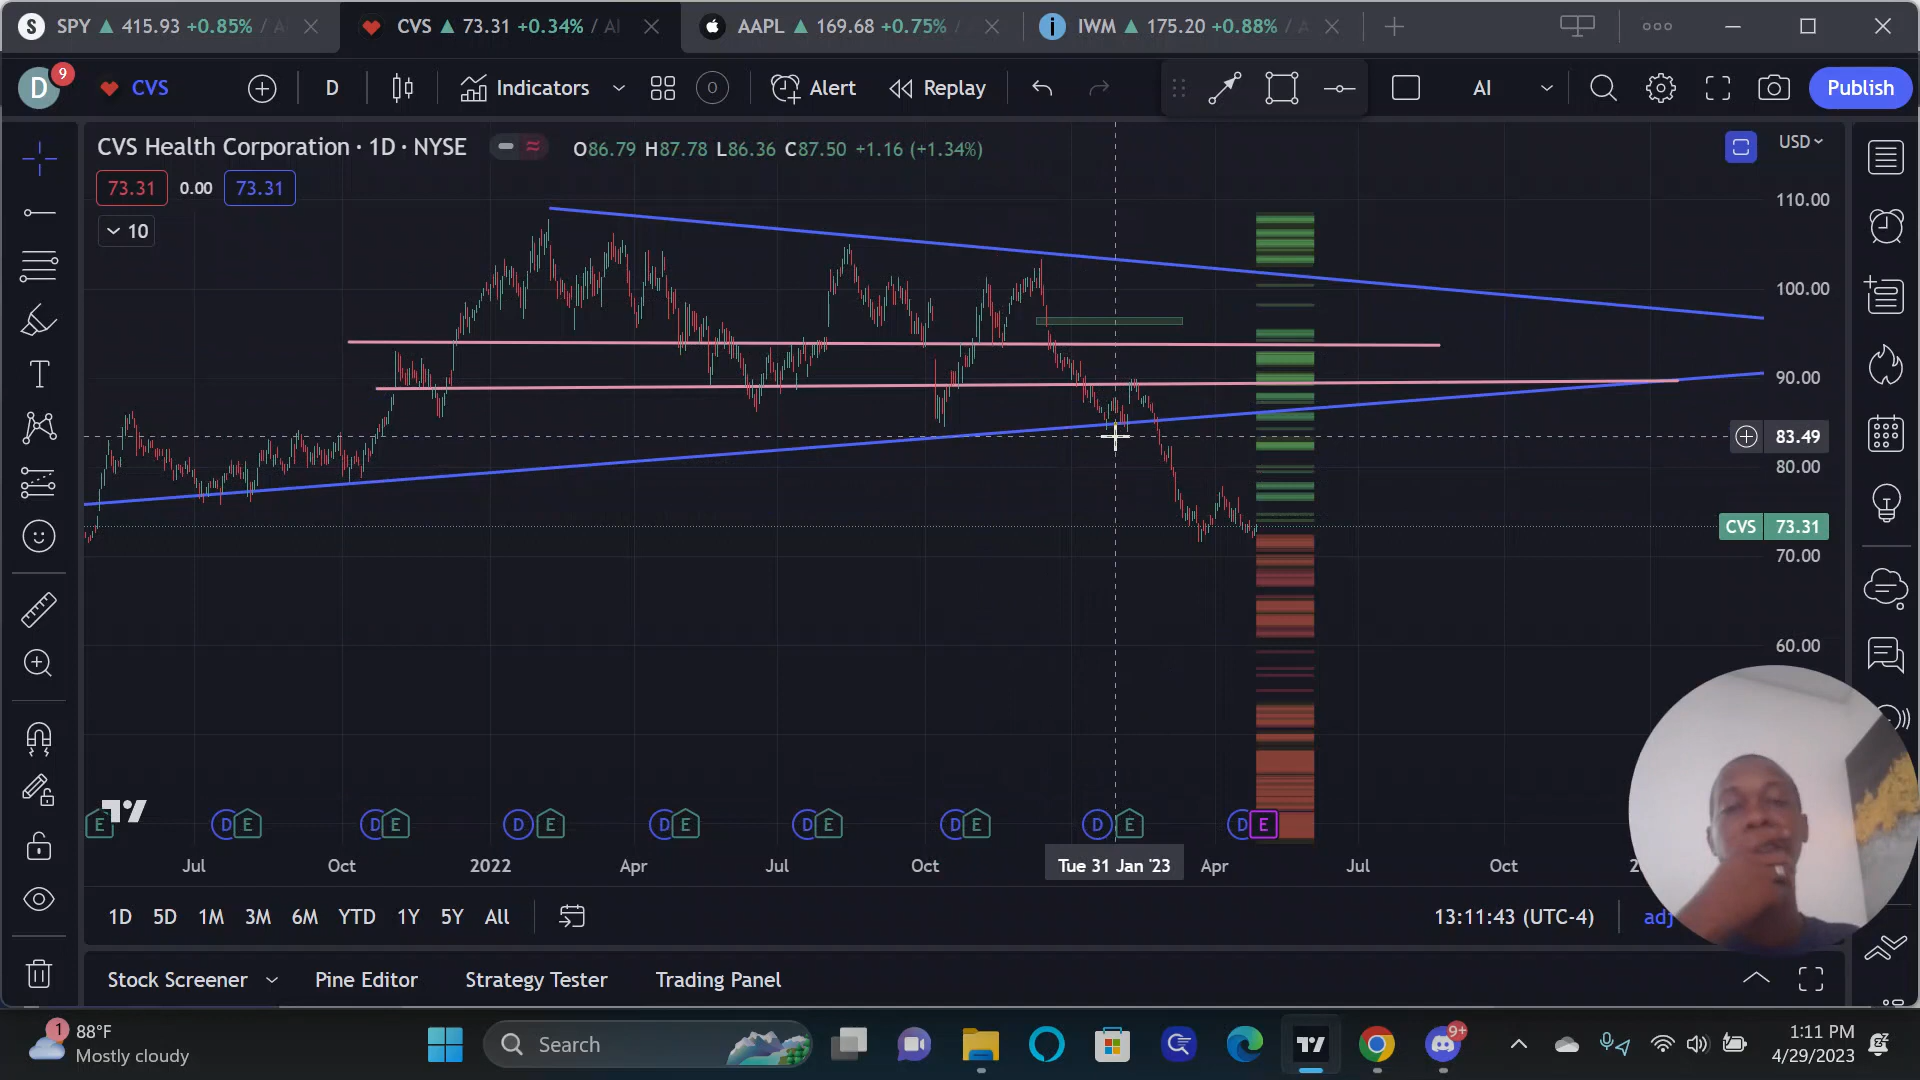 S SPY 415.93 +0.85% / A
CVS 73.31 +0.34% / AI
AAPL 169.68 +0.75% /
i IWM 175.20 +0.88% / A
D 9 CVS D Indicators Alert Replay AI Publish
CVS Health Corporation · 1D · NYSE O86.79 H87.78 L86.36 C87.50 +1.16 (+1.34%) USD
73.31 0.00 73.31
10
110.00
100.00
90.00
83.49
80.00
CVS 73.31
70.00
60.00
E D E D E D E D E D E D E D E D E
Jul Oct 2022 Apr Jul Oct Tue 31 Jan '23 Apr Jul Oct
1D 5D 1M 3M 6M YTD 1Y 5Y All 13:11:43 (UTC-4) adj
Stock Screener Pine Editor Strategy Tester Trading Panel
1 88°F
Mostly cloudy
Search
9+
1:11 PM
4/29/2023